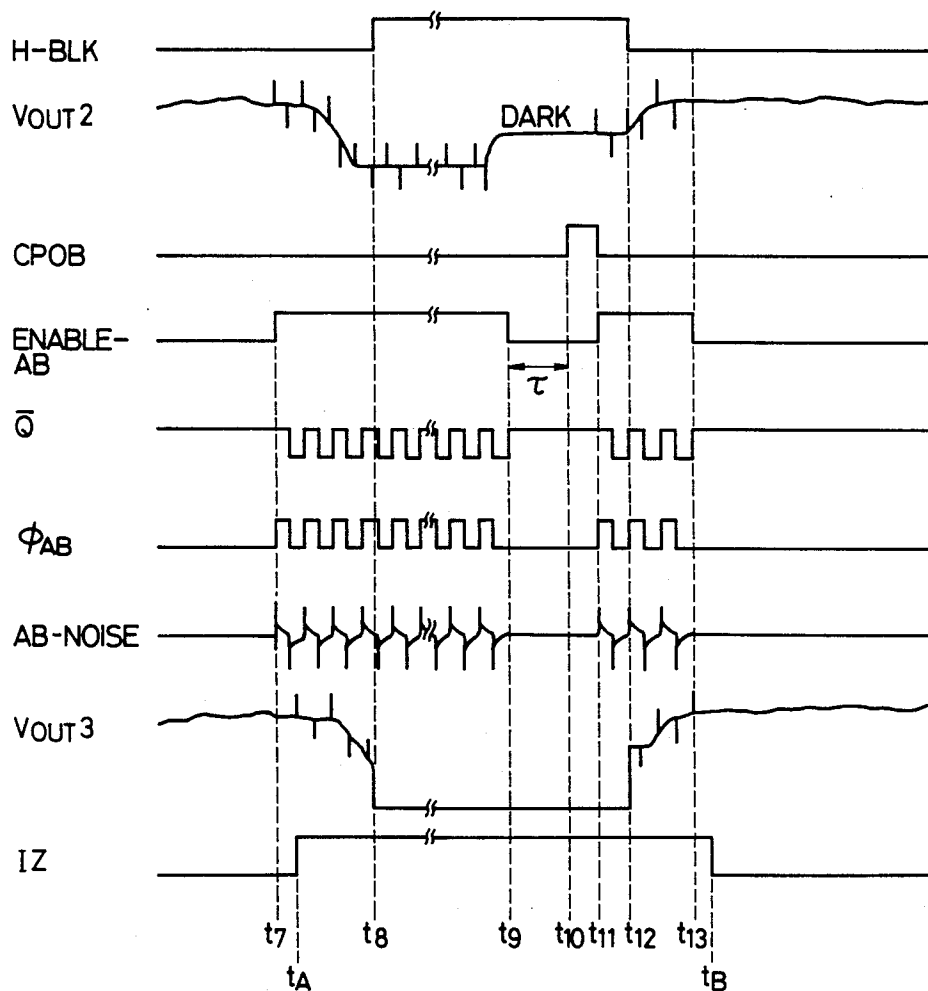 H-BLK
VOUT2
DARK
CPOB
ENABLE-
AB
τ
Q̅
ϕAB
AB-NOISE
VOUT3
IZ
t7 t8 t9 t10 t11 t12 t13
tA tB